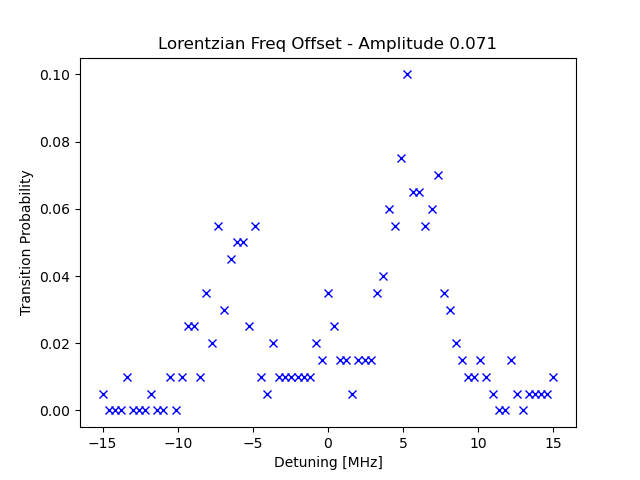 Lorentzian Freq Offset - Amplitude 0.071
0.10
0.08
0.06
0.04
0.02
0.00
Transition Probability
−15 −10 −5 0 5 10 15
Detuning [MHz]